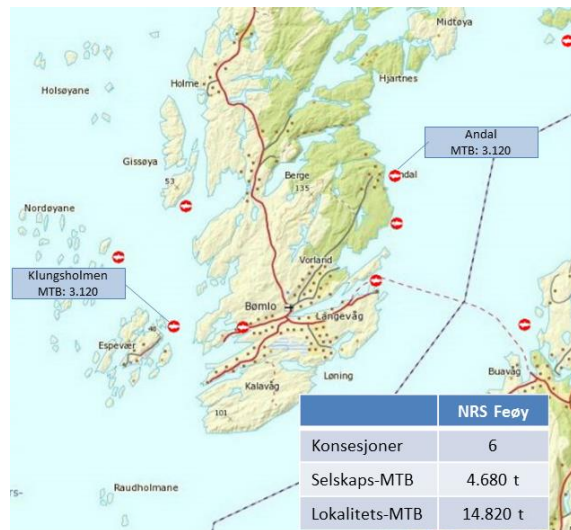 Midtøya
Holsøyane
Holme
Hjartnes
Andal
MTB: 3.120
Gissøya
53
Berge
135
ndal
Nordøyane
Vorland
Klungsholmen
MTB: 3.120
Bømlo
Langevåg
48
Espevær
Løning
Buavåg
Kalavåg
101
NRS Feøy
Konsesjoner 6
Selskaps-MTB 4.680 t
Lokalitets-MTB 14.820 t
Raudholmane
ers-